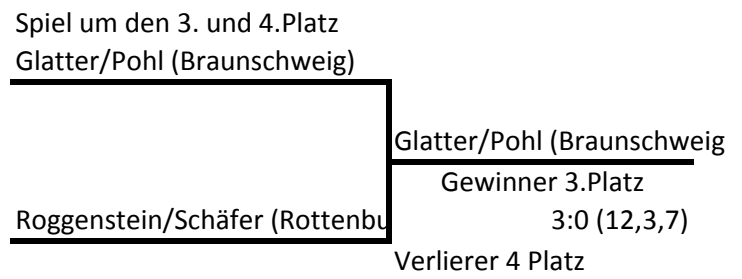 Spiel um den 3. und 4.Platz
Glatter/Pohl (Braunschweig)
Glatter/Pohl (Braunschweig
Gewinner 3.Platz
Roggenstein/Schäfer (Rottenbu
3:0 (12,3,7)
Verlierer 4 Platz